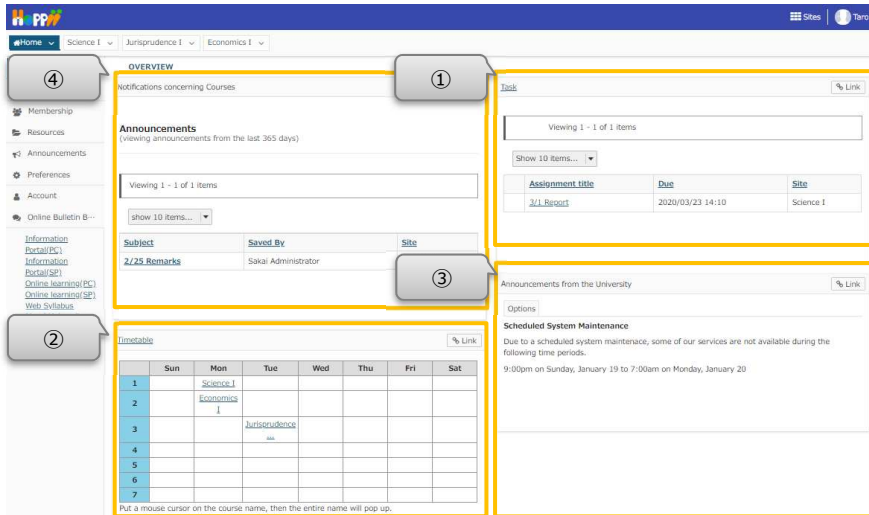 Hoppii
Sites
Taro
Home
Science I
Jurisprudence I
Economics I
OVERVIEW
④
Notifications concerning Courses
Announcements
(viewing announcements from the last 365 days)
Viewing 1 - 1 of 1 items
show 10 items...
Subject Saved By Site
2/25 Remarks Sakai Administrator
Membership
Resources
Announcements
Preferences
Account
Online Bulletin B…
Information
Portal(PC)
Information
Portal(SP)
Online learning(PC)
Online learning(SP)
Web Syllabus
②
Timetable
Link
Sun Mon Tue Wed Thu Fri Sat
1 Science I
2 Economics
I
3 Jurisprudence
...
4
5
6
7
Put a mouse cursor on the course name, then the entire name will pop up.
①
Task
Link
Viewing 1 - 1 of 1 items
Show 10 items...
Assignment title Due Site
3/1 Report 2020/03/23 14:10 Science I
③
Announcements from the University
Link
Options
Scheduled System Maintenance
Due to a scheduled system maintenace, some of our services are not available during the
following time periods.
9:00pm on Sunday, January 19 to 7:00am on Monday, January 20